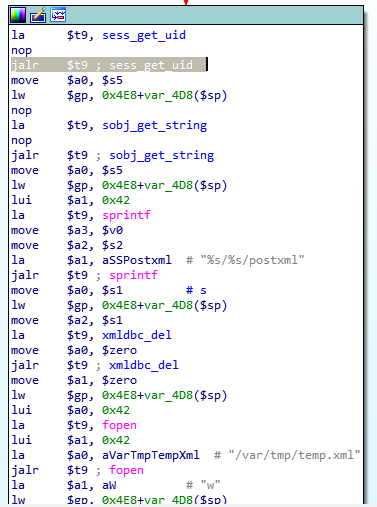 la $t9, sess_get_uid
nop
jalr $t9 ; sess_get_uid
move $a0, $s5
lw $gp, 0x4E8+var_4D8($sp)
nop
la $t9, sobj_get_string
nop
jalr $t9 ; sobj_get_string
move $a0, $s5
lw $gp, 0x4E8+var_4D8($sp)
lui $a1, 0x42
la $t9, sprintf
move $a3, $v0
move $a2, $s2
la $a1, aSSPostxml # "%s/%s/postxml"
jalr $t9 ; sprintf
move $a0, $s1 # s
lw $gp, 0x4E8+var_4D8($sp)
move $a2, $s1
la $t9, xmldbc_del
move $a0, $zero
jalr $t9 ; xmldbc_del
move $a1, $zero
lw $gp, 0x4E8+var_4D8($sp)
lui $a0, 0x42
la $t9, fopen
lui $a1, 0x42
la $a0, aVarTmpTempXml # "/var/tmp/temp.xml"
jalr $t9 ; fopen
la $a1, aW # "w"
lw $gp, 0x4E8+var_4D8($sp)